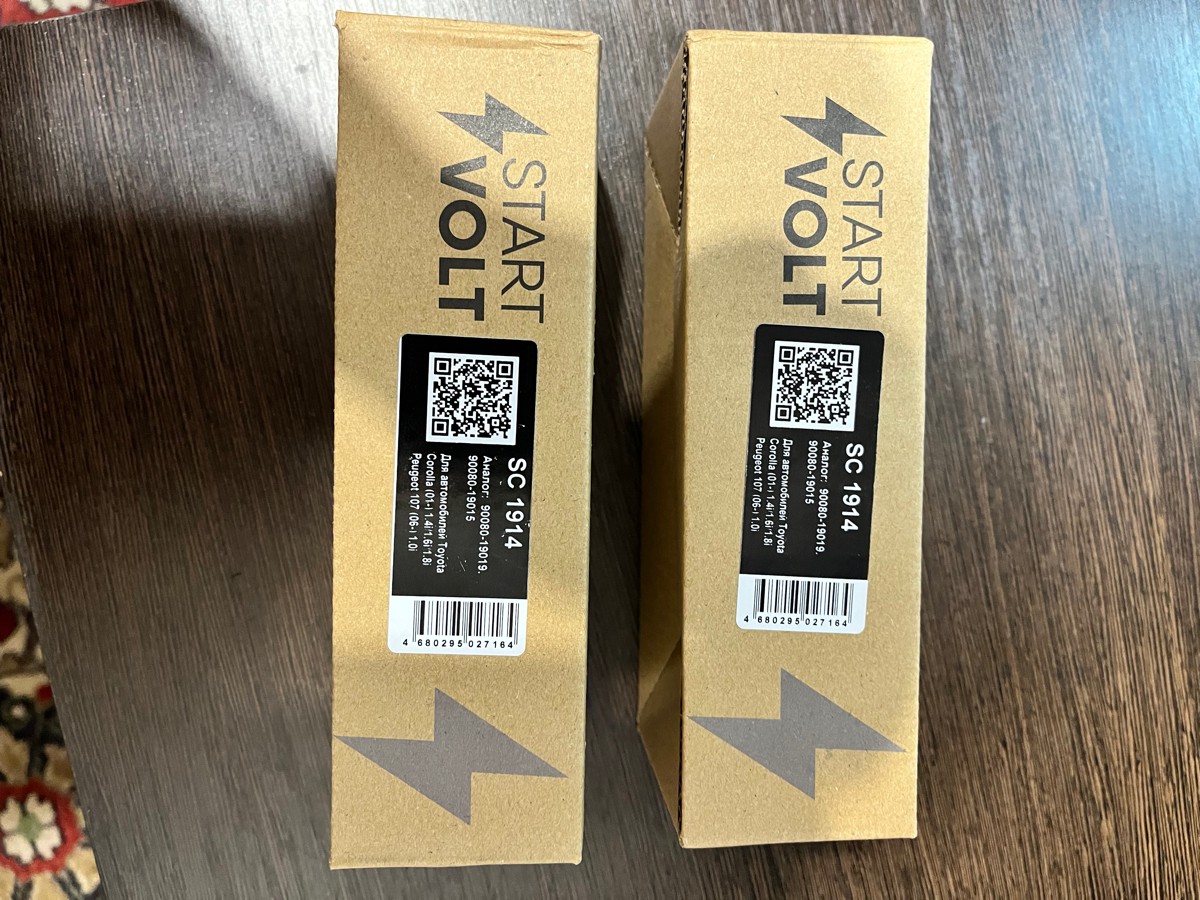 START
VOLT
SC 1914
Аналог: 90080-19019.
90080-19015
Для автомобилей Toyota
Corolla (01-) 1.4i/1.6i/1.8i
Peugeot 107 (06-) 1.0i
4 680295 027164
START
VOLT
SC 1914
Аналог: 90080-19019.
90080-19015
Для автомобилей Toyota
Corolla (01-) 1.4i/1.6i/1.8i
Peugeot 107 (06-) 1.0i
4 680295 027164